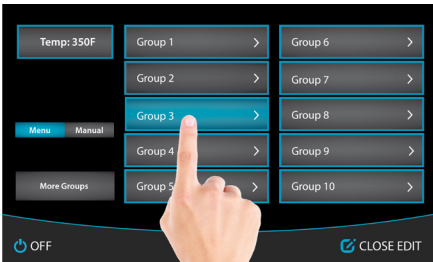 Temp: 350F
Menu Manual
More Groups
Group 1
Group 2
Group 3
Group 4
Group 5
Group 6
Group 7
Group 8
Group 9
Group 10
OFF
CLOSE EDIT